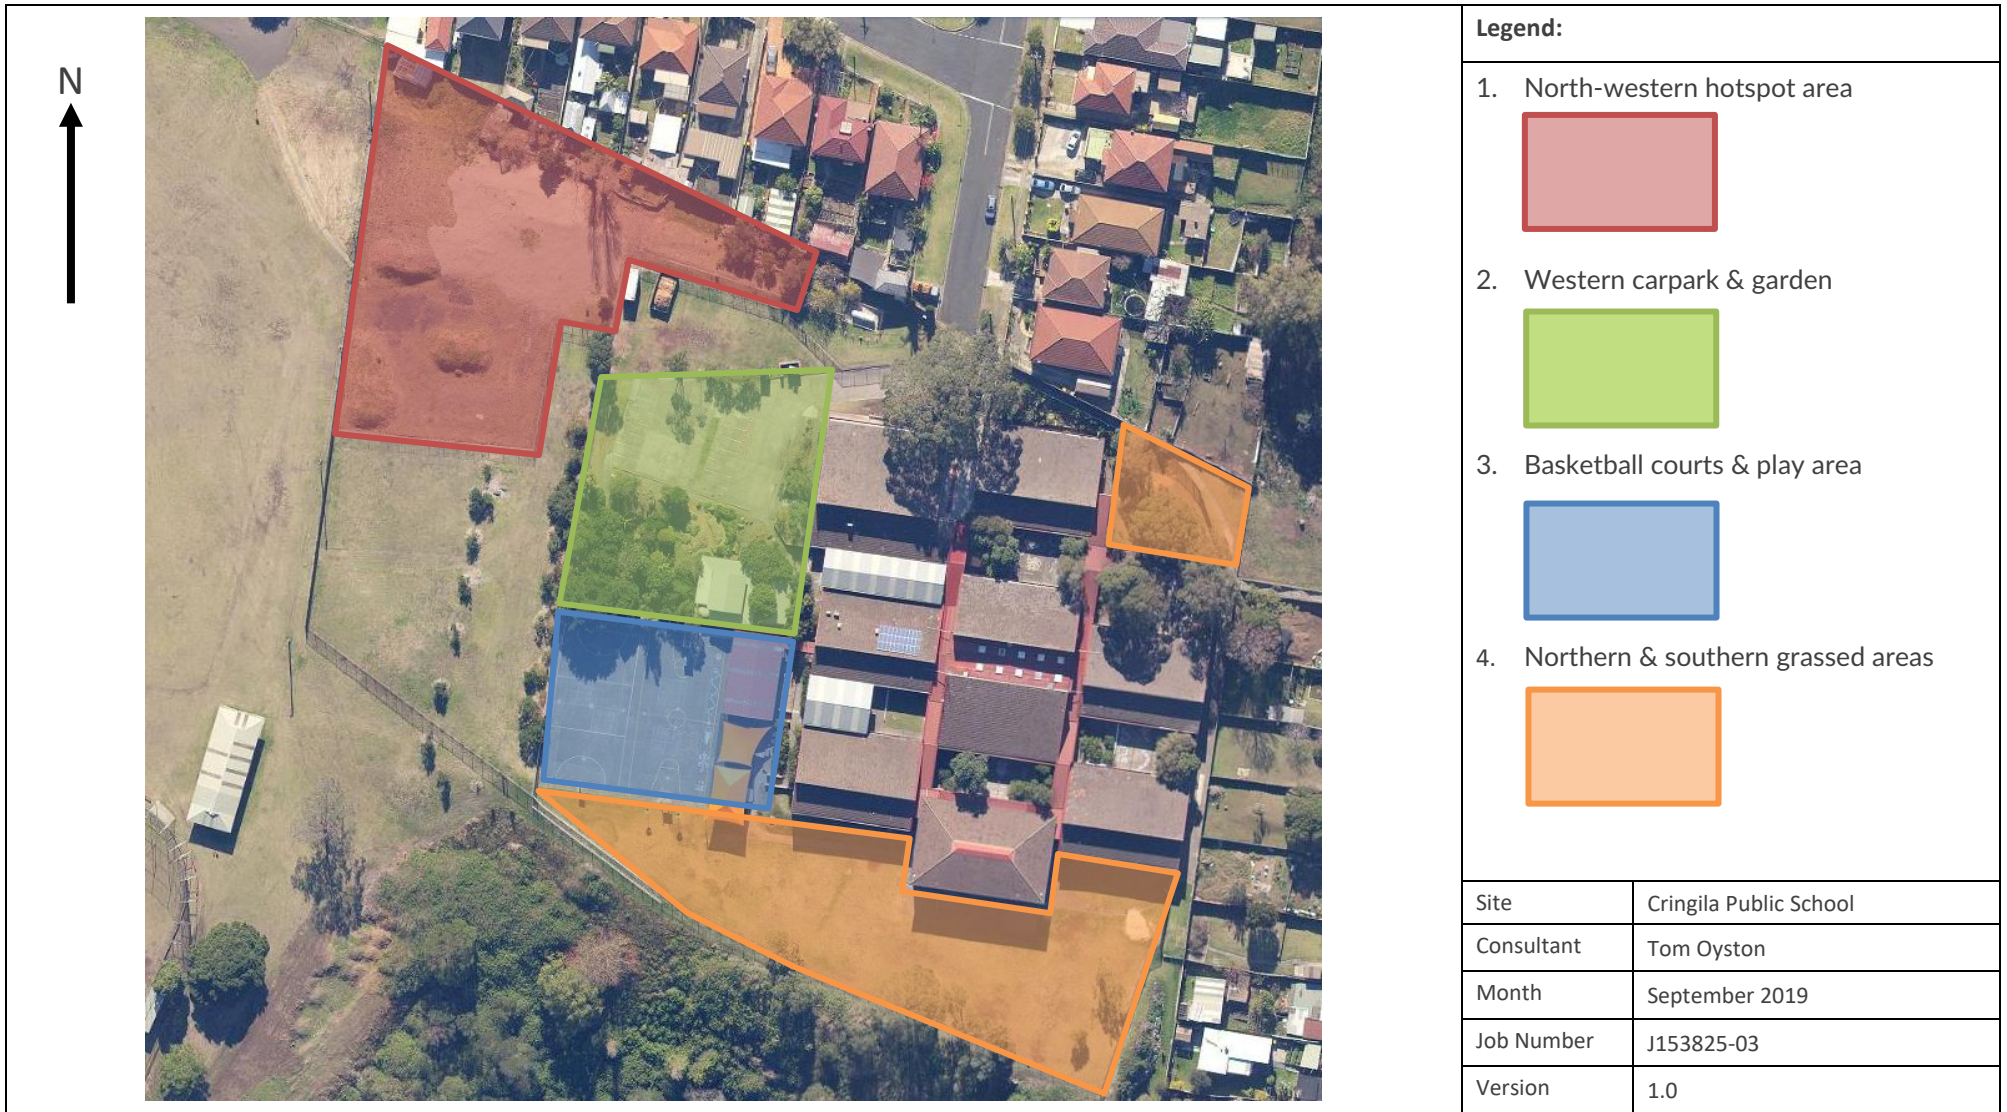 N
Legend:
1. North-western hotspot area
2. Western carpark & garden
3. Basketball courts & play area
4. Northern & southern grassed areas
Site Cringila Public School
Consultant Tom Oyston
Month September 2019
Job Number J153825-03
Version 1.0